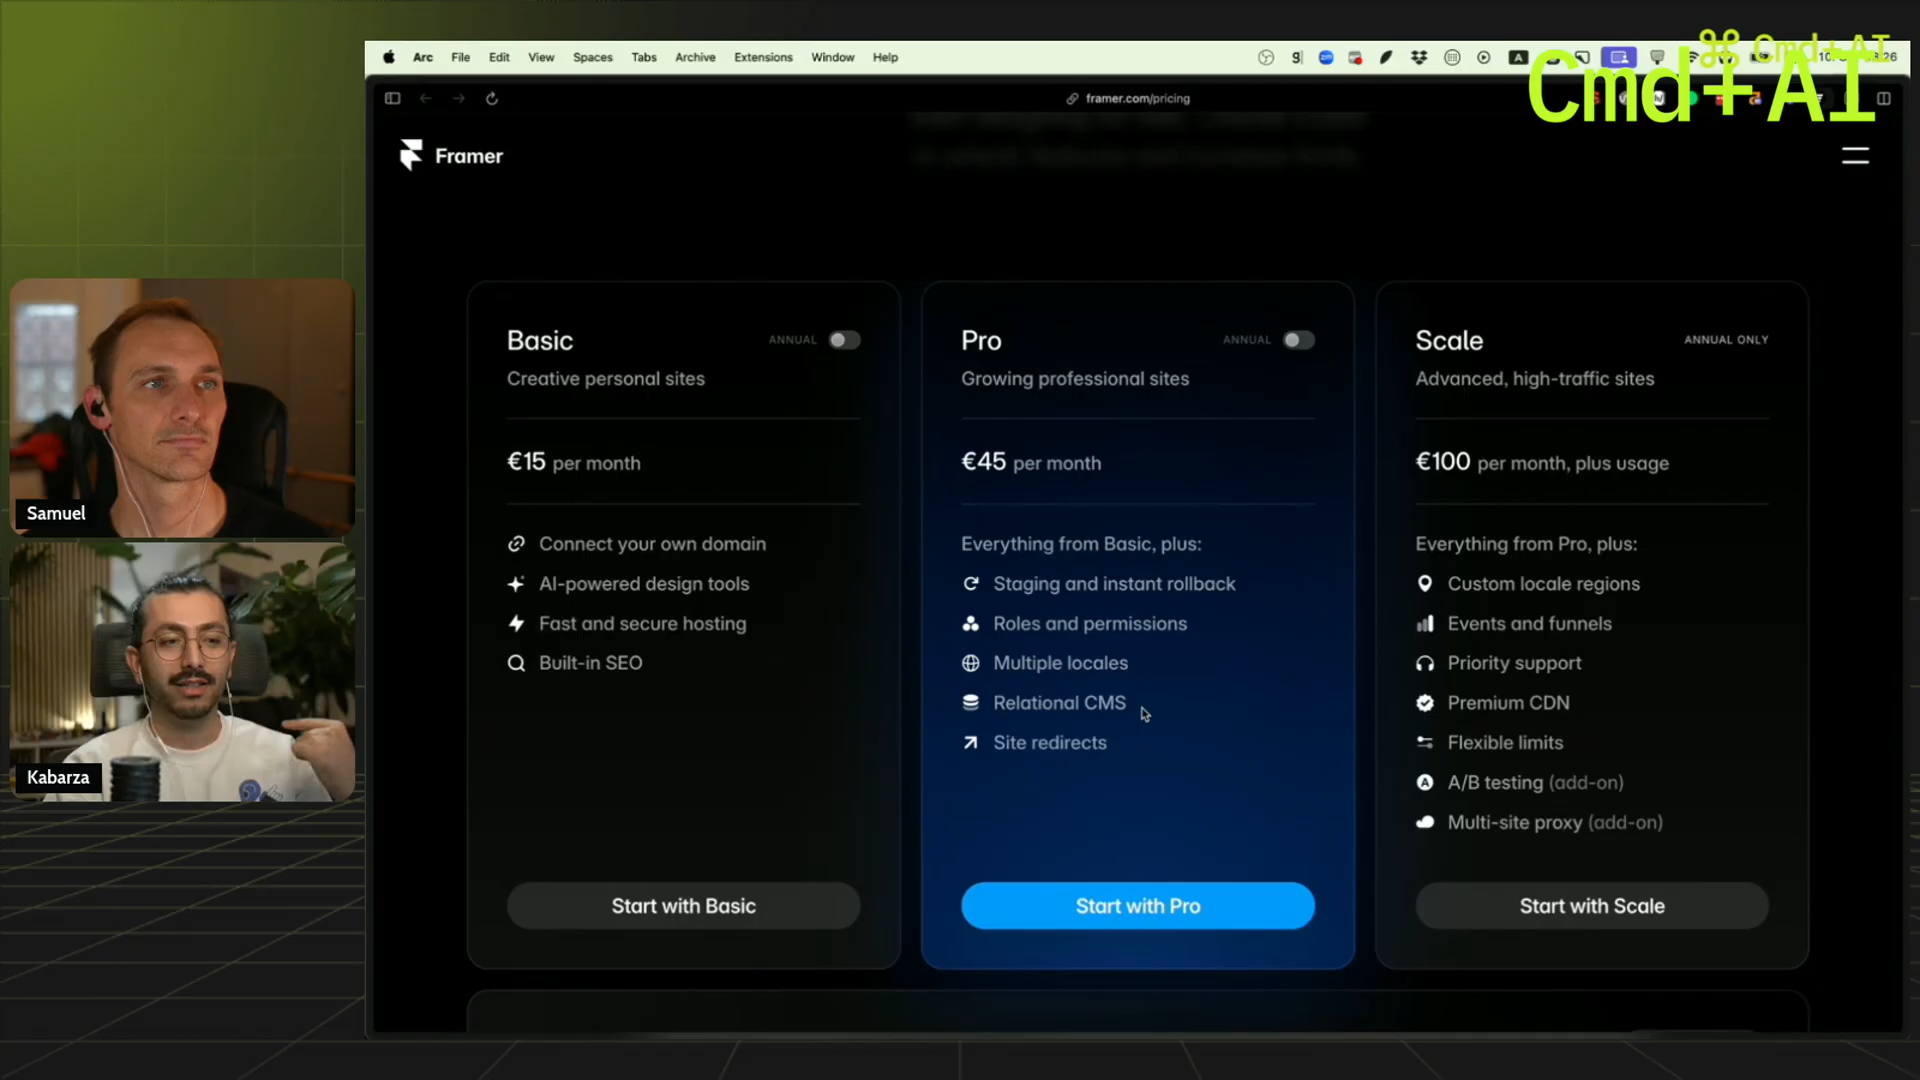 Cmd+AI
Cmd+AI
Arc File Edit View Spaces Tabs Archive Extensions Window Help
framer.com/pricing
Framer
Basic
ANNUAL
Creative personal sites
€15 per month
Connect your own domain
AI-powered design tools
Fast and secure hosting
Built-in SEO
Start with Basic
Pro
ANNUAL
Growing professional sites
€45 per month
Everything from Basic, plus:
Staging and instant rollback
Roles and permissions
Multiple locales
Relational CMS
Site redirects
Start with Pro
Scale
ANNUAL ONLY
Advanced, high-traffic sites
€100 per month, plus usage
Everything from Pro, plus:
Custom locale regions
Events and funnels
Priority support
Premium CDN
Flexible limits
A/B testing (add-on)
Multi-site proxy (add-on)
Start with Scale
Samuel
Kabarza